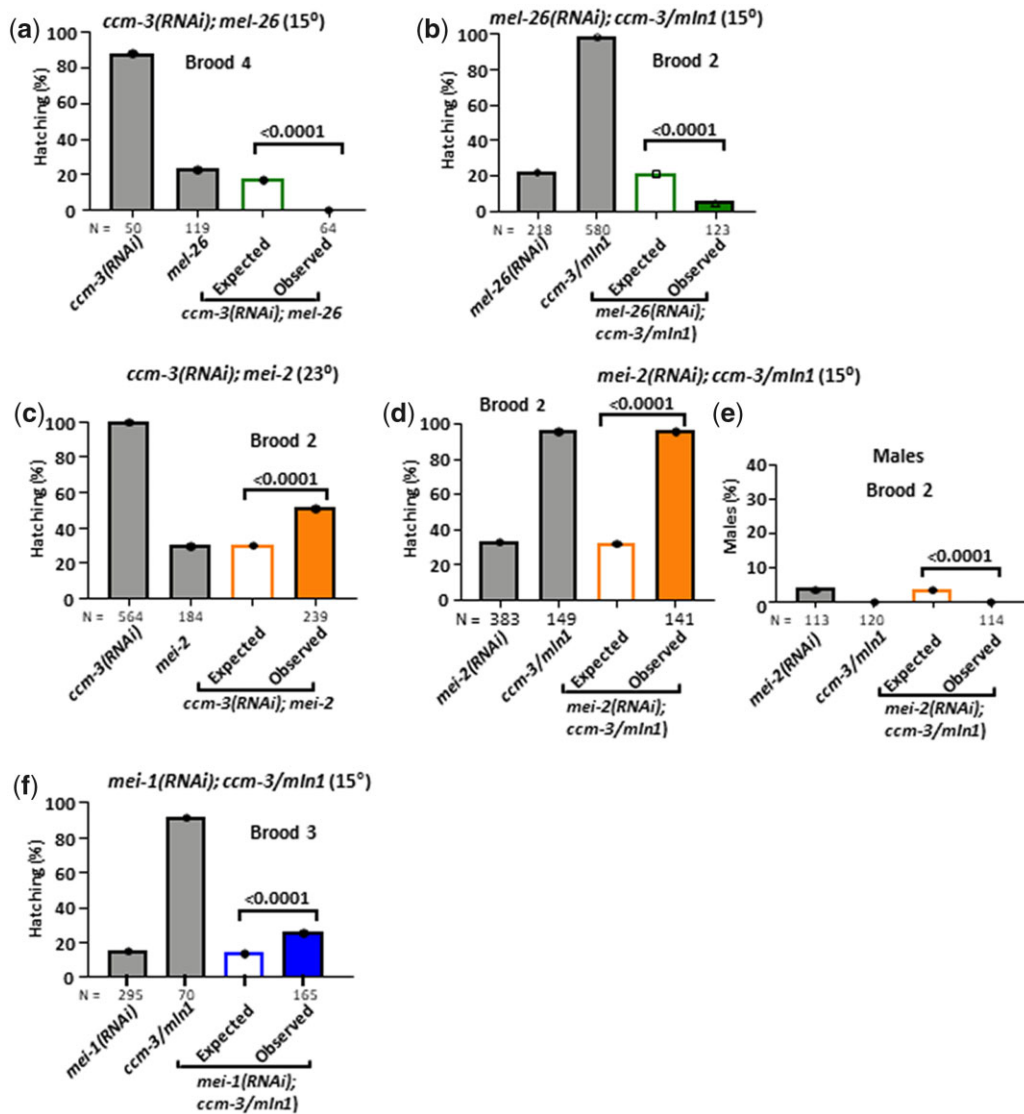 (a)
ccm-3(RNAi); mel-26 (15⁰)
Brood 4
Hatching (%)
100
80
60
40
20
0
<0.0001
N = 50 119 64
ccm-3(RNAi)
mel-26
Expected
Observed
ccm-3(RNAi); mel-26
(b)
mel-26(RNAi); ccm-3/mIn1 (15⁰)
Brood 2
Hatching (%)
100
80
60
40
20
0
<0.0001
N = 218 580 123
mel-26(RNAi)
ccm-3/mIn1
Expected
Observed
mel-26(RNAi);
ccm-3/mIn1)
(c)
ccm-3(RNAi); mei-2 (23⁰)
Brood 2
Hatching (%)
100
80
60
40
20
0
<0.0001
N = 564 184 239
ccm-3(RNAi)
mei-2
Expected
Observed
ccm-3(RNAi); mei-2
mei-2(RNAi); ccm-3/mIn1 (15⁰)
(d)
Brood 2
Hatching (%)
100
80
60
40
20
0
<0.0001
N = 383 149 141
mei-2(RNAi)
ccm-3/mIn1
Expected
Observed
mei-2(RNAi);
ccm-3/mIn1)
(e)
Males
Brood 2
Males (%)
40
30
20
10
0
<0.0001
N = 113 120 114
mei-2(RNAi)
ccm-3/mIn1
Expected
Observed
mei-2(RNAi);
ccm-3/mIn1)
(f)
mei-1(RNAi); ccm-3/mIn1 (15⁰)
Brood 3
Hatching (%)
100
80
60
40
20
0
<0.0001
N = 295 70 165
mei-1(RNAi)
ccm-3/mIn1
Expected
Observed
mei-1(RNAi);
ccm-3/mIn1)